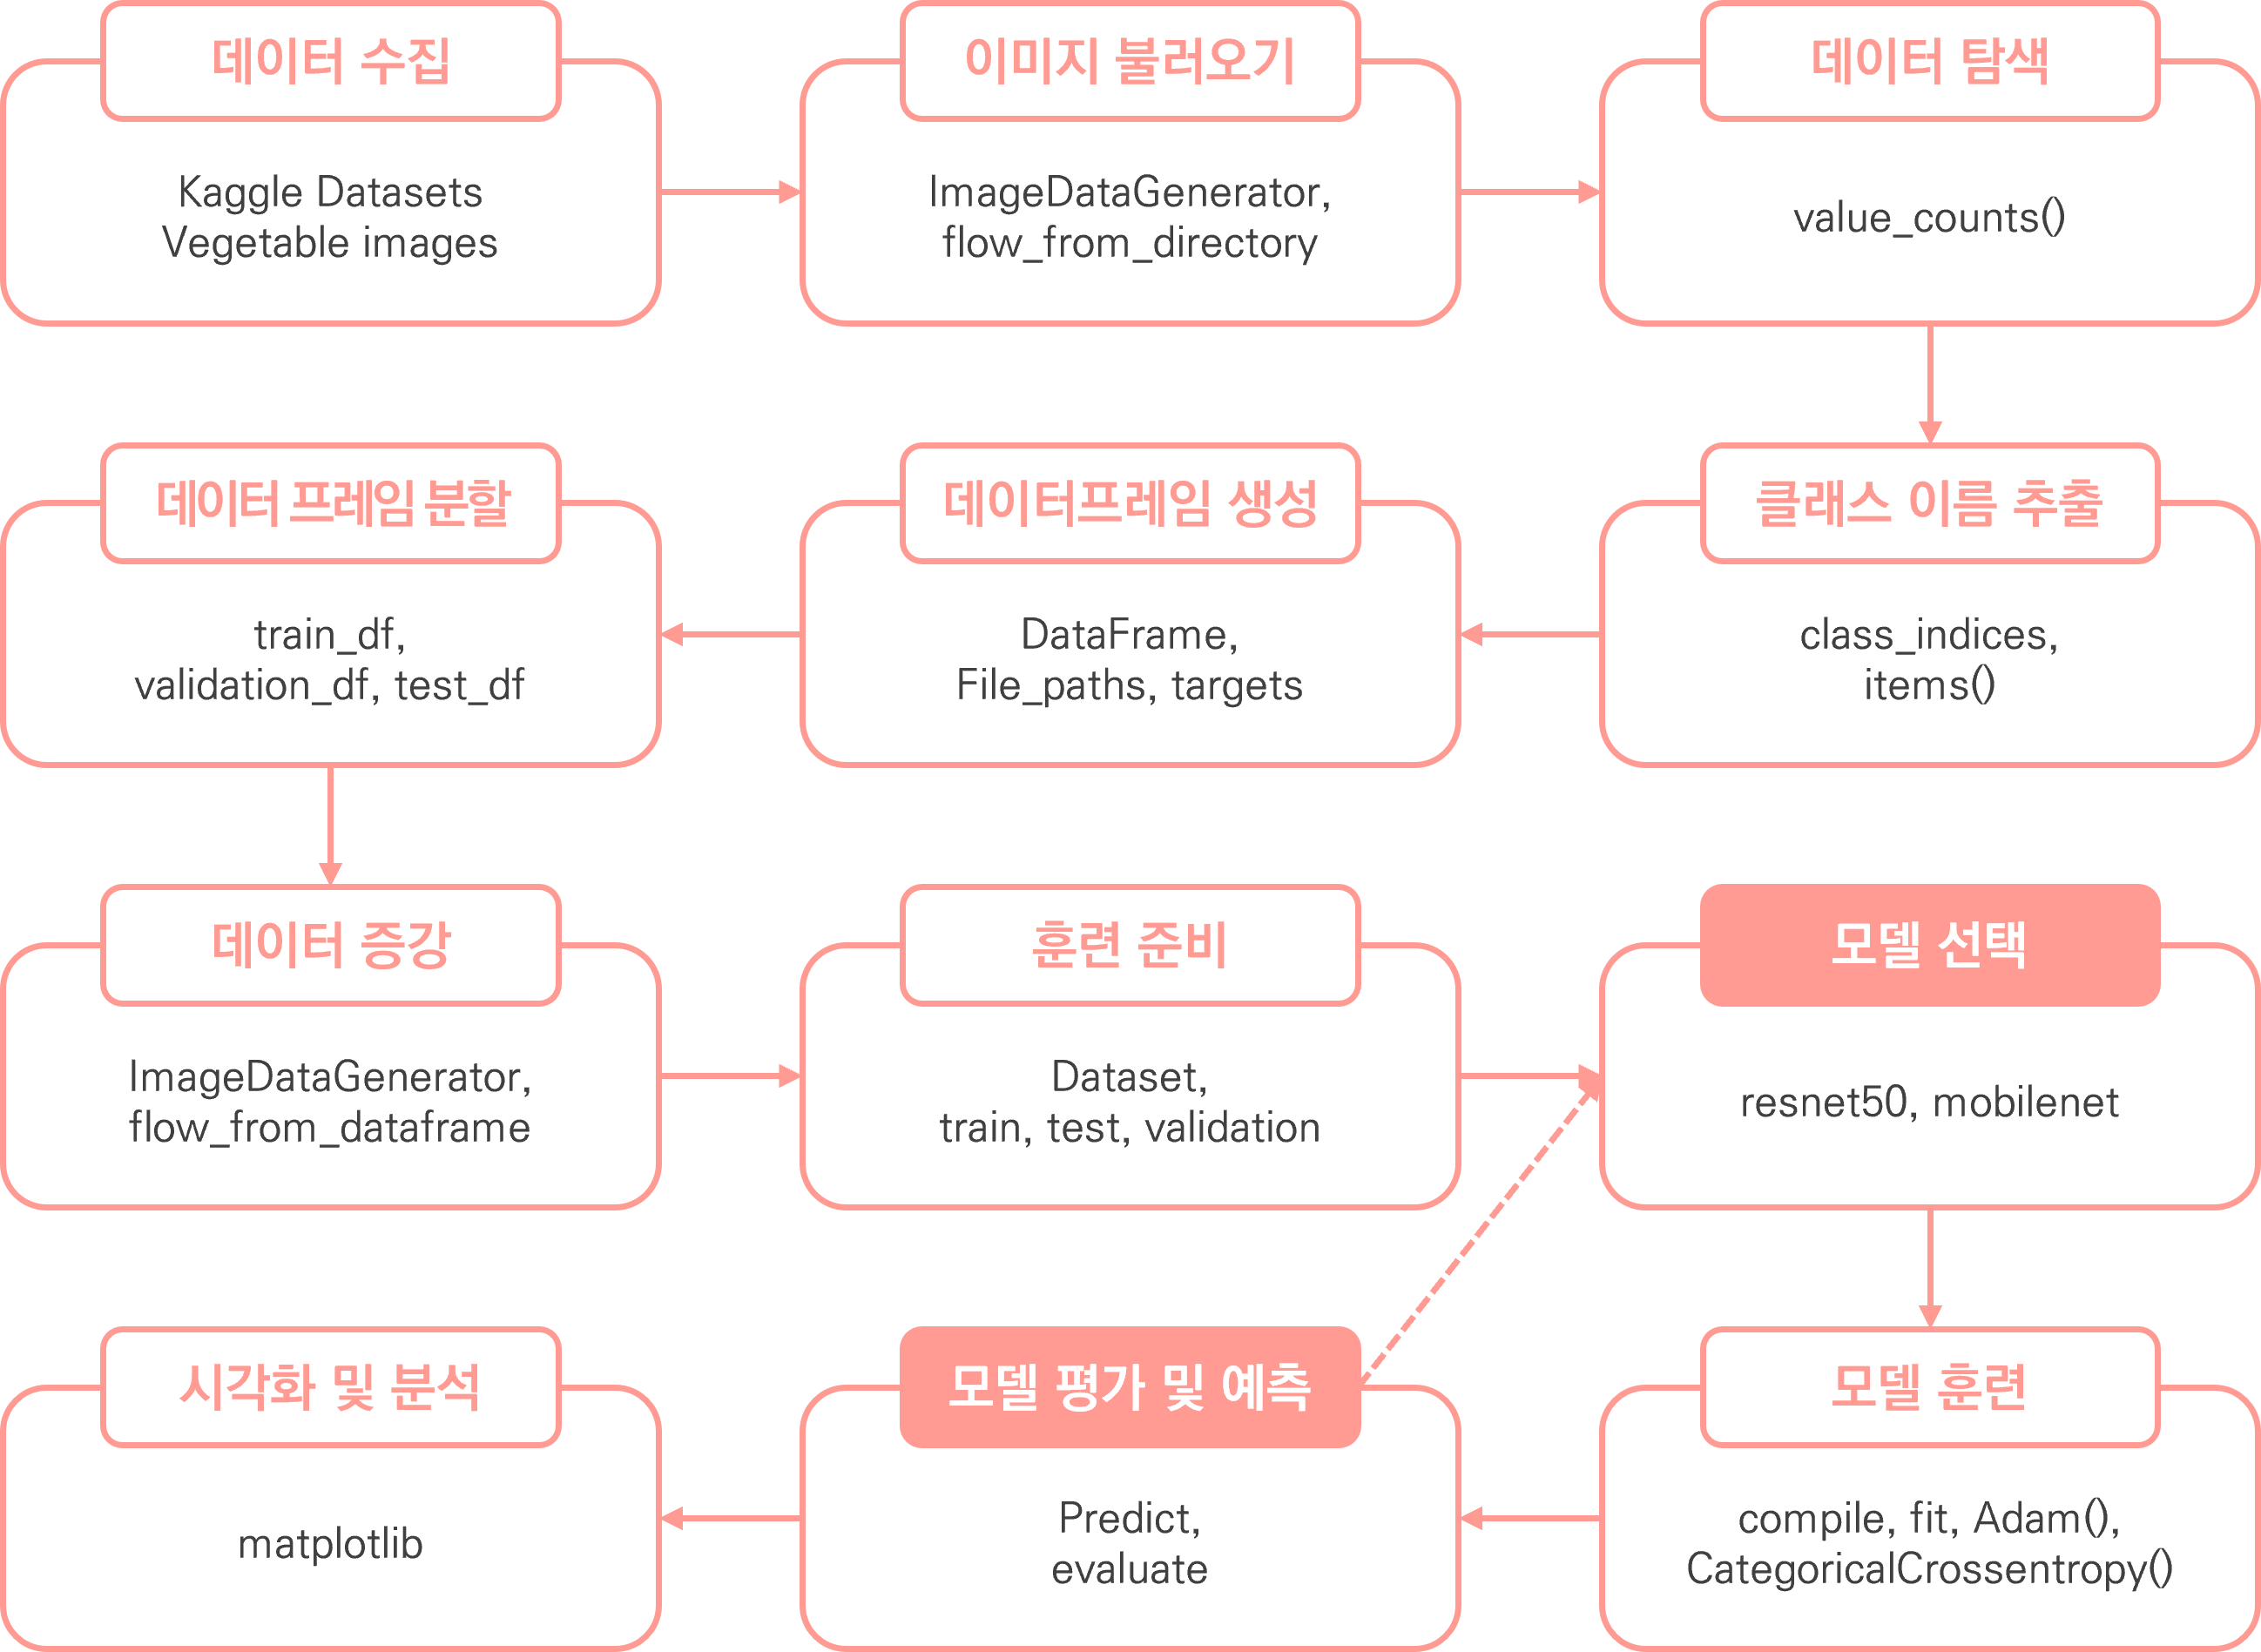 데이터 수집
Kaggle Datasets
Vegetable images
이미지 불러오기
ImageDataGenerator,
flow_from_directory
데이터 탐색
value_counts()
클래스 이름 추출
class_indices,
items()
데이터프레임 생성
DataFrame,
File_paths, targets
데이터 프레임 분할
train_df,
validation_df, test_df
데이터 증강
ImageDataGenerator,
flow_from_dataframe
훈련 준비
Dataset,
train, test, validation
모델 선택
resnet50, mobilenet
모델 훈련
compile, fit, Adam(),
CategoricalCrossentropy()
모델 평가 및 예측
Predict,
evaluate
시각화 및 분석
matplotlib